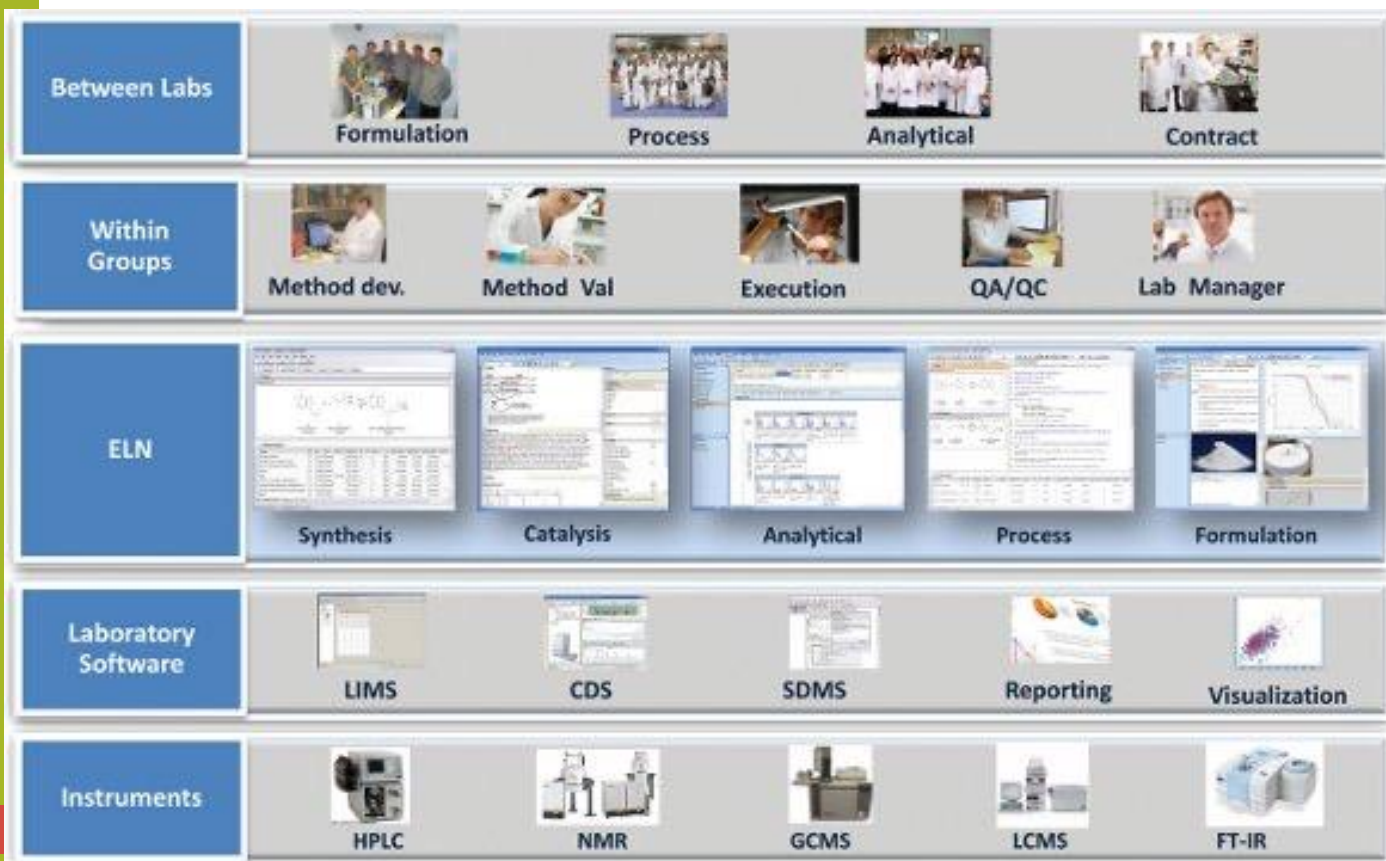 Between Labs
Formulation
Process
Analytical
Contract
Within
Groups
Method dev.
Method Val
Execution
QA/QC
Lab Manager
ELN
Synthesis
Catalysis
Analytical
Process
Formulation
Laboratory
Software
LIMS
CDS
SDMS
Reporting
Visualization
Instruments
HPLC
NMR
GCMS
LCMS
FT-IR